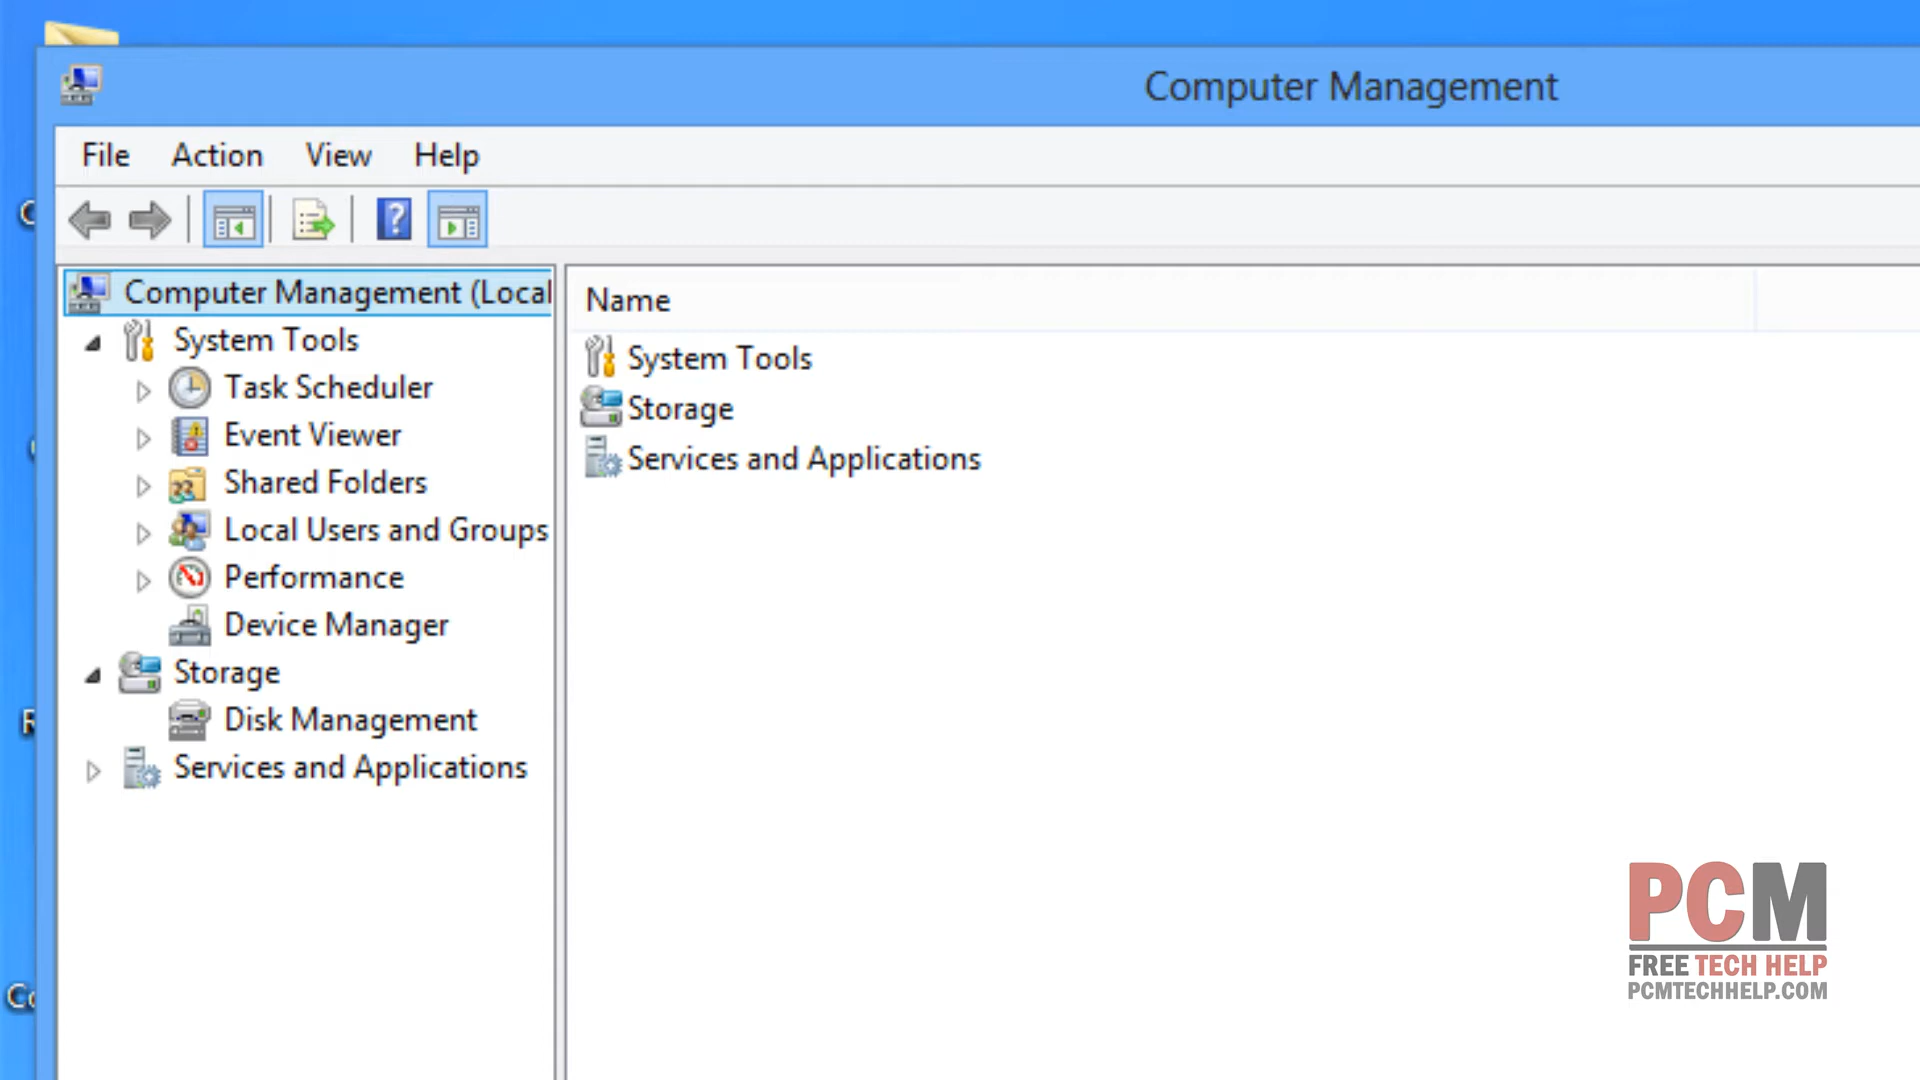 Computer Management
File Action View Help
Computer Management (Local
System Tools
Task Scheduler
Event Viewer
Shared Folders
Local Users and Groups
Performance
Device Manager
Storage
Disk Management
Services and Applications
Name
System Tools
Storage
Services and Applications
PCM
FREE TECH HELP
PCMTECHHELP.COM